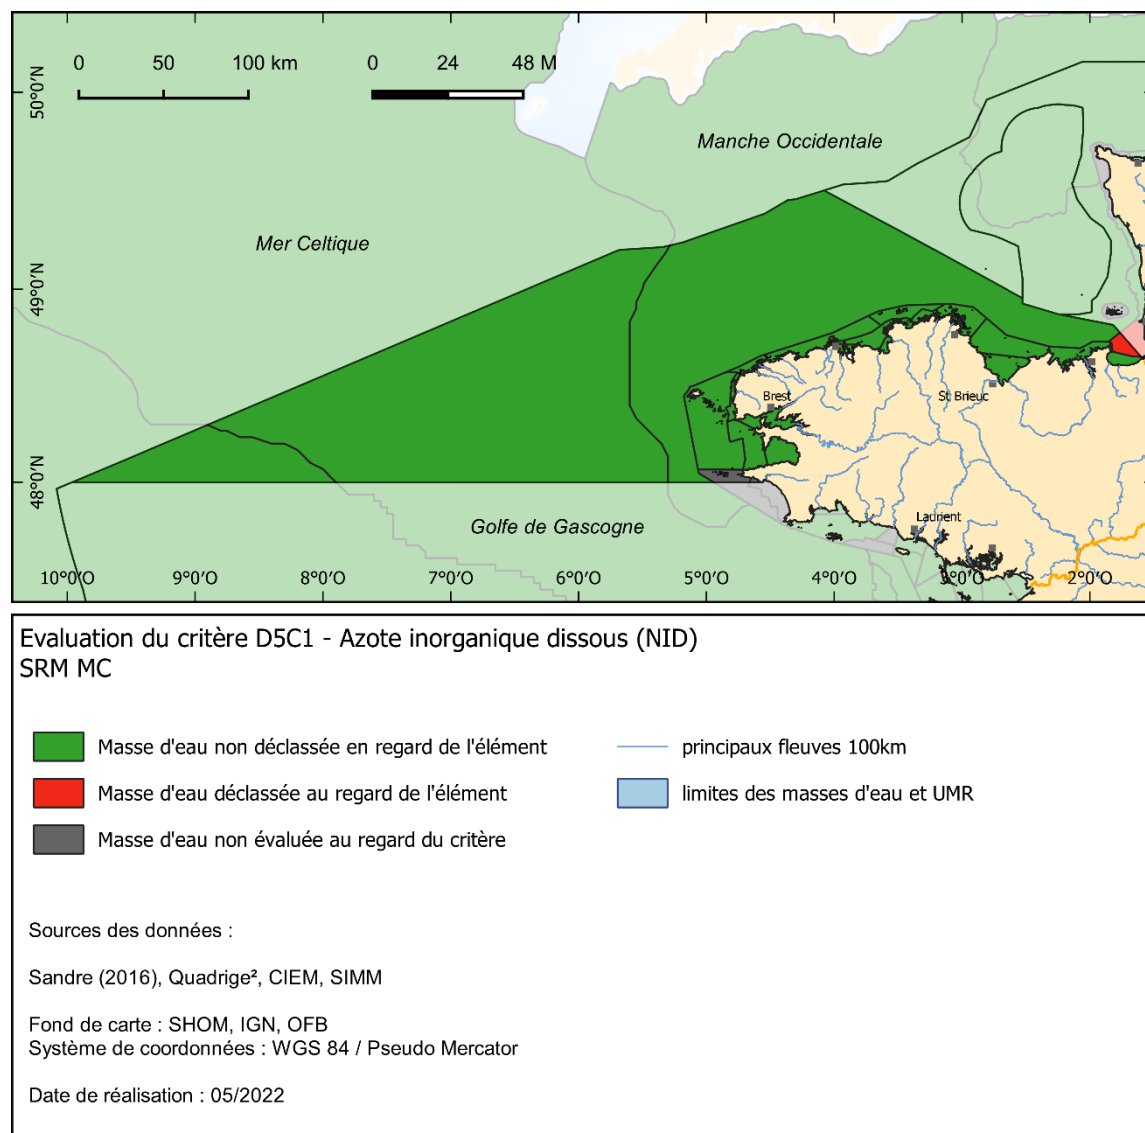 0 50 100 km 0 24 48 M
50°0'N
Manche Occidentale
Mer Celtique
49°0'N
Brest
St Brieuc
48°0'N
Laurient
Golfe de Gascogne
10°0'O 9°0'O 8°0'O 7°0'O 6°0'O 5°0'O 4°0'O 3°0'O 2°0'O
Evaluation du critère D5C1 - Azote inorganique dissous (NID)
SRM MC
Masse d'eau non déclassée en regard de l'élément
principaux fleuves 100km
Masse d'eau déclassée au regard de l'élément
limites des masses d'eau et UMR
Masse d'eau non évaluée au regard du critère
Sources des données :
Sandre (2016), Quadrige², CIEM, SIMM
Fond de carte : SHOM, IGN, OFB
Système de coordonnées : WGS 84 / Pseudo Mercator
Date de réalisation : 05/2022